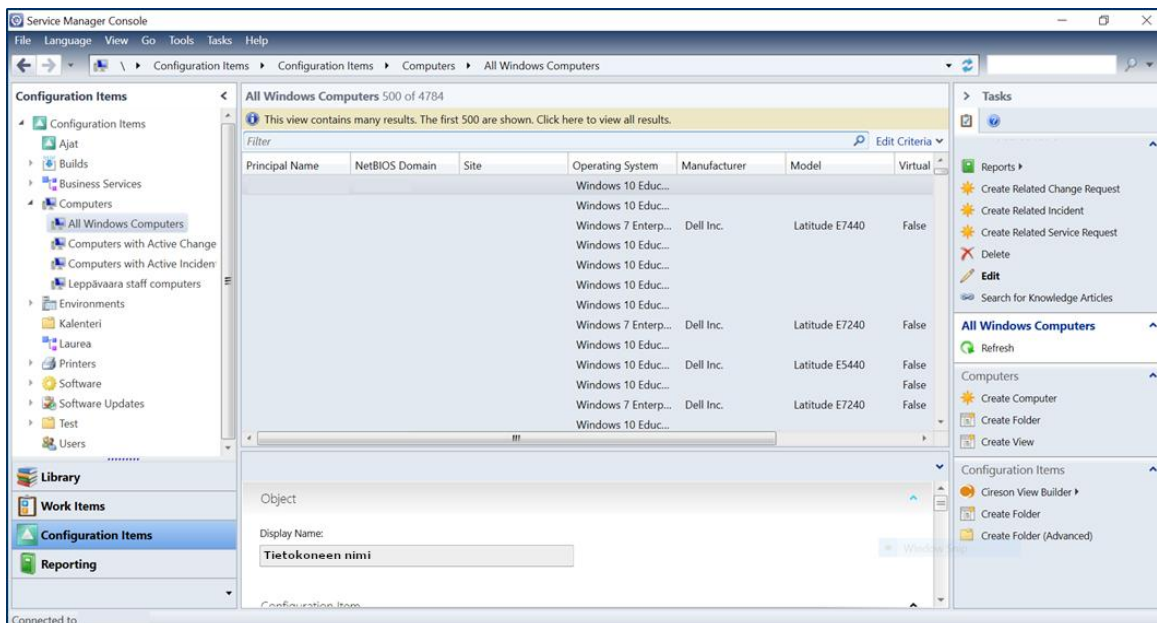 Service Manager Console
File Language View Go Tools Tasks Help
\ Configuration Items Configuration Items Computers All Windows Computers
Configuration Items
Configuration Items
Ajat
Builds
Business Services
Computers
All Windows Computers
Computers with Active Change
Computers with Active Inciden
Leppävaara staff computers
Environments
Kalenteri
Laurea
Printers
Software
Software Updates
Test
Users
Library
Work Items
Configuration Items
Reporting
All Windows Computers 500 of 4784
This view contains many results. The first 500 are shown. Click here to view all results.
Filter Edit Criteria
Principal Name NetBIOS Domain Site Operating System Manufacturer Model Virtual
Windows 10 Educ...
Windows 10 Educ...
Windows 7 Enterp... Dell Inc. Latitude E7440 False
Windows 10 Educ...
Windows 10 Educ...
Windows 10 Educ...
Windows 10 Educ...
Windows 7 Enterp... Dell Inc. Latitude E7240 False
Windows 10 Educ...
Windows 10 Educ... Dell Inc. Latitude E5440 False
Windows 10 Educ... False
Windows 7 Enterp... Dell Inc. Latitude E7240 False
Windows 10 Educ...
Object
Display Name:
Tietokoneen nimi
Configuration Item
Window Snip
Tasks
Reports
Create Related Change Request
Create Related Incident
Create Related Service Request
Delete
Edit
Search for Knowledge Articles
All Windows Computers
Refresh
Computers
Create Computer
Create Folder
Create View
Configuration Items
Cireson View Builder
Create Folder
Create Folder (Advanced)
Connected to